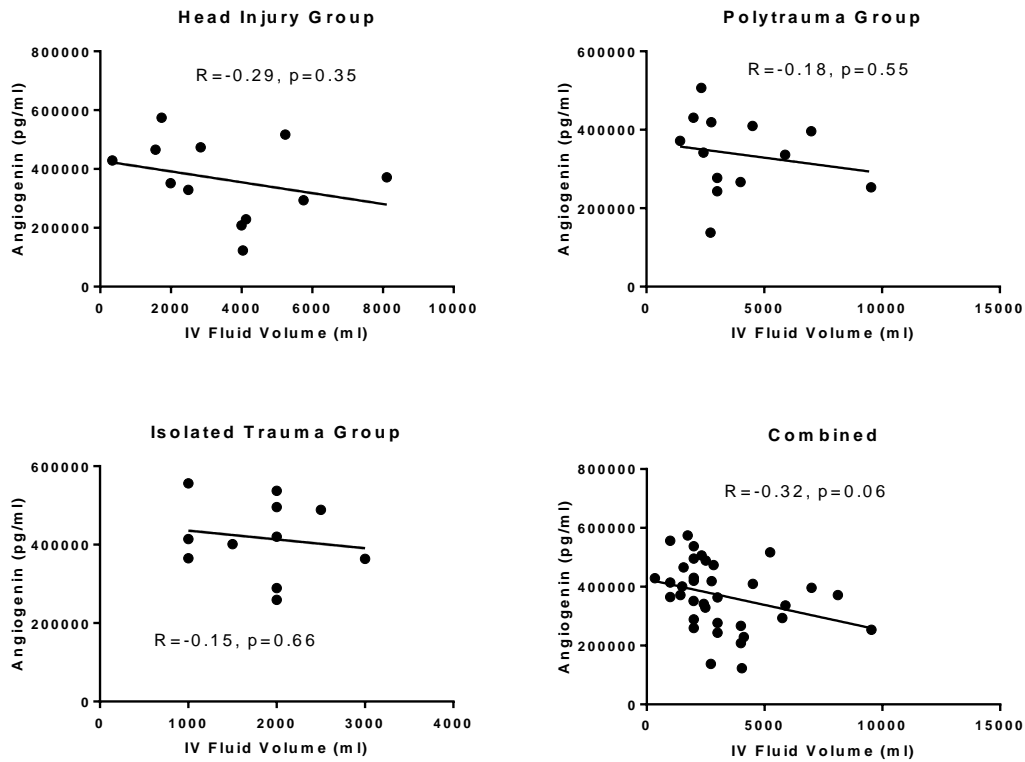 Head Injury Group
R=-0.29, p=0.35
Angiogenin (pg/ml)
800000
600000
400000
200000
0
0 2000 4000 6000 8000 10000
IV Fluid Volume (ml)
Polytrauma Group
R=-0.18, p=0.55
Angiogenin (pg/ml)
600000
400000
200000
0
0 5000 10000 15000
IV Fluid Volume (ml)
Isolated Trauma Group
Angiogenin (pg/ml)
600000
400000
200000
0
R=-0.15, p=0.66
0 1000 2000 3000 4000
IV Fluid Volume (ml)
Combined
R=-0.32, p=0.06
Angiogenin (pg/ml)
800000
600000
400000
200000
0
0 5000 10000 15000
IV Fluid Volume (ml)